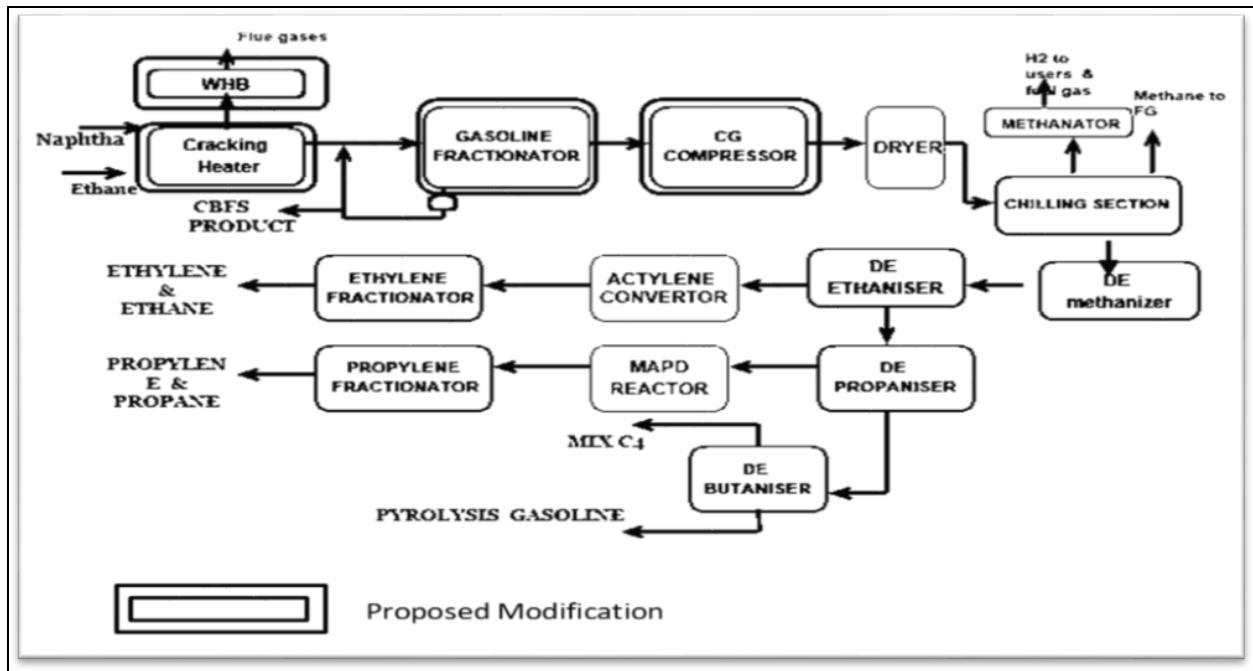 Flue gases
WHB
Naphtha
Cracking
Heater
Ethane
CBFS
PRODUCT
GASOLINE
FRACTIONATOR
CG
COMPRESSOR
DRYER
H2 to
users &
fuel gas
Methane to
FG
METHANATOR
CHILLING SECTION
ETHYLENE
&
ETHANE
ETHYLENE
FRACTIONATOR
ACTYLENE
CONVERTOR
DE
ETHANISER
DE
methanizer
PROPYLEN
E &
PROPANE
PROPYLENE
FRACTIONATOR
MAPD
REACTOR
DE
PROPANISER
MIX C4
DE
BUTANISER
PYROLYSIS GASOLINE
Proposed Modification